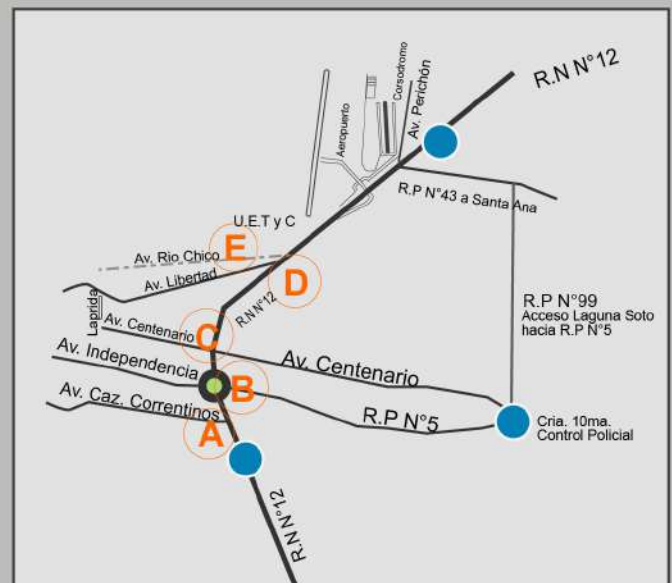 R.N N°12
Corsodromo
Av. Perichón
Aeropuerto
R.P N°43 a Santa Ana
U.E.T y C
E
Av. Rio Chico
Av. Libertad
D
R.P N°99
Acceso Laguna Soto
hacia R.P N°5
Laprida
R.N N°12
Av. Centenario
C
Av. Independencia
Av. Centenario
B
Av. Caz. Correntinos
R.P N°5
A
Cria. 10ma.
Control Policial
R.N N°12